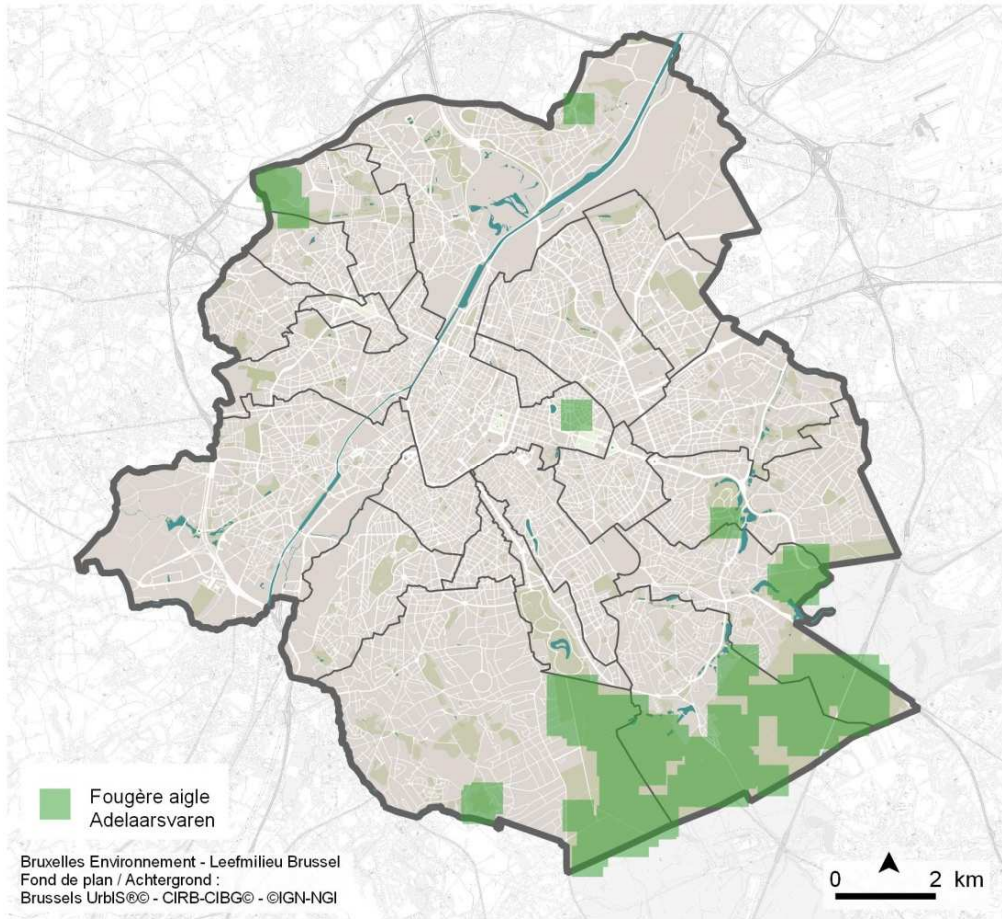 Fougère aigle
Adelaarsvaren
Bruxelles Environnement - Leefmilieu Brussel
Fond de plan / Achtergrond :
Brussels UrbIS®© - CIRB-CIBG© - ©IGN-NGI
0 2 km